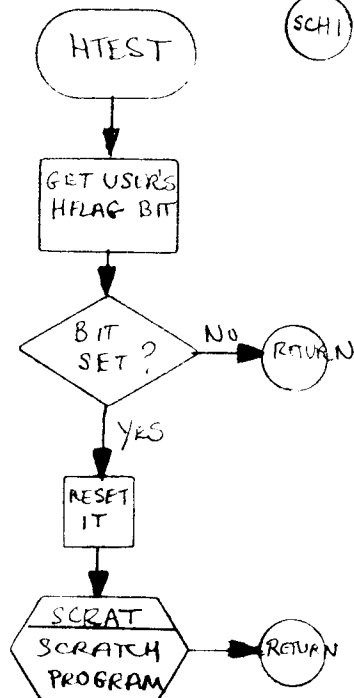 HTEST
SCH1
GET USER'S
HFLAG BIT
BIT
SET?
NO
RETURN
YES
RESET
IT
SCRAT
SCRATCH
PROGRAM
RETURN